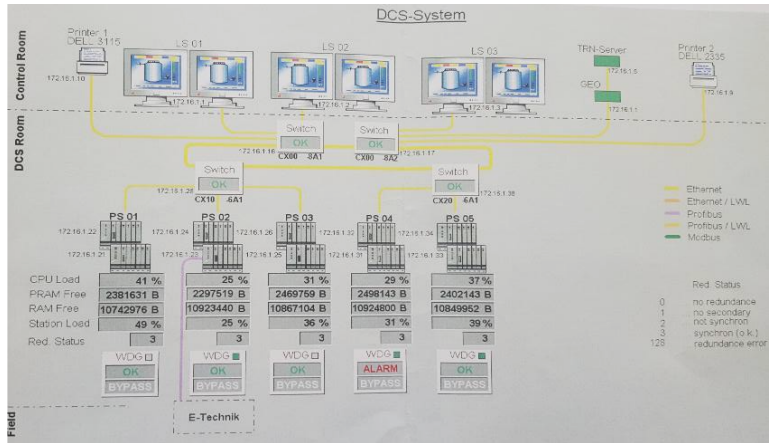 DCS-System
Control Room
Printer 1
DELL 3115
172.16.1.10
LS 01
172.16.1.1
LS 02
172.16.1.2
LS 03
172.16.1.3
TRN-Server
172.16.1.5
GEO
172.16.1.1
Printer 2
DELL 2335
172.16.1.9
DCS Room
Switch
OK
172.16.1.16
CX00 -8A1
Switch
OK
172.16.1.17
CX00 -8A2
Switch
OK
172.16.1.28
CX10 -6A1
Switch
OK
172.16.1.38
CX20 -6A1
PS 01
172.16.1.22
172.16.1.21
PS 02
172.16.1.24
172.16.1.23
PS 03
172.16.1.26
172.16.1.25
PS 04
172.16.1.32
172.16.1.31
PS 05
172.16.1.34
172.16.1.33
Ethernet
Ethernet / LWL
Profibus
Profibus / LWL
Modbus
CPU Load 41 % 25 % 31 % 29 % 37 %
PRAM Free 2381631 B 2297519 B 2469759 B 2498143 B 2402143 B
RAM Free 10742976 B 10923440 B 10867104 B 10924800 B 10849952 B
Station Load 49 % 25 % 36 % 31 % 39 %
Red. Status 3 3 3 3 3
WDG WDG WDG WDG WDG
OK OK OK ALARM OK
BYPASS BYPASS BYPASS BYPASS BYPASS
Red. Status
0 no redundance
1 no secondary
2 not synchron
3 synchron (o.k.)
128 redundance error
E-Technik
Field